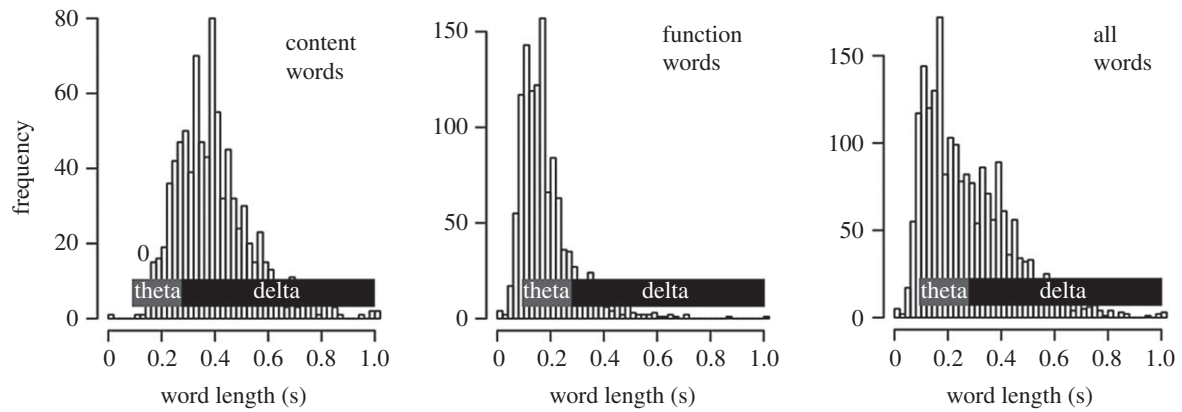 80
60
40
20
0
frequency
content
words
0
theta
delta
0 0.2 0.4 0.6 0.8 1.0
word length (s)
150
100
150
0
function
words
theta
delta
0 0.2 0.4 0.6 0.8 1.0
word length (s)
150
100
50
0
all
words
theta
delta
0 0.2 0.4 0.6 0.8 1.0
word length (s)